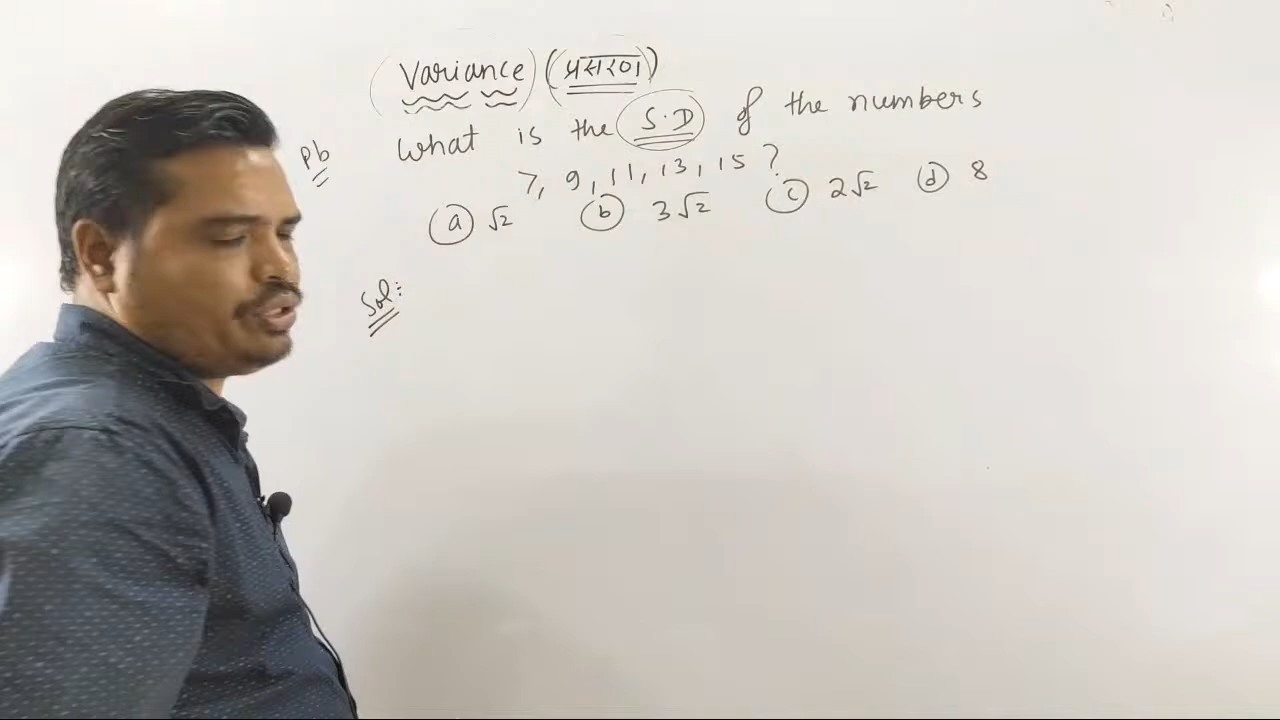 (Variance) (प्रसरण)
Pb What is the S.D of the numbers
7, 9, 11, 13, 15 ?
(a) √2 (b) 3√2 (c) 2√2 (d) 8
Sol: